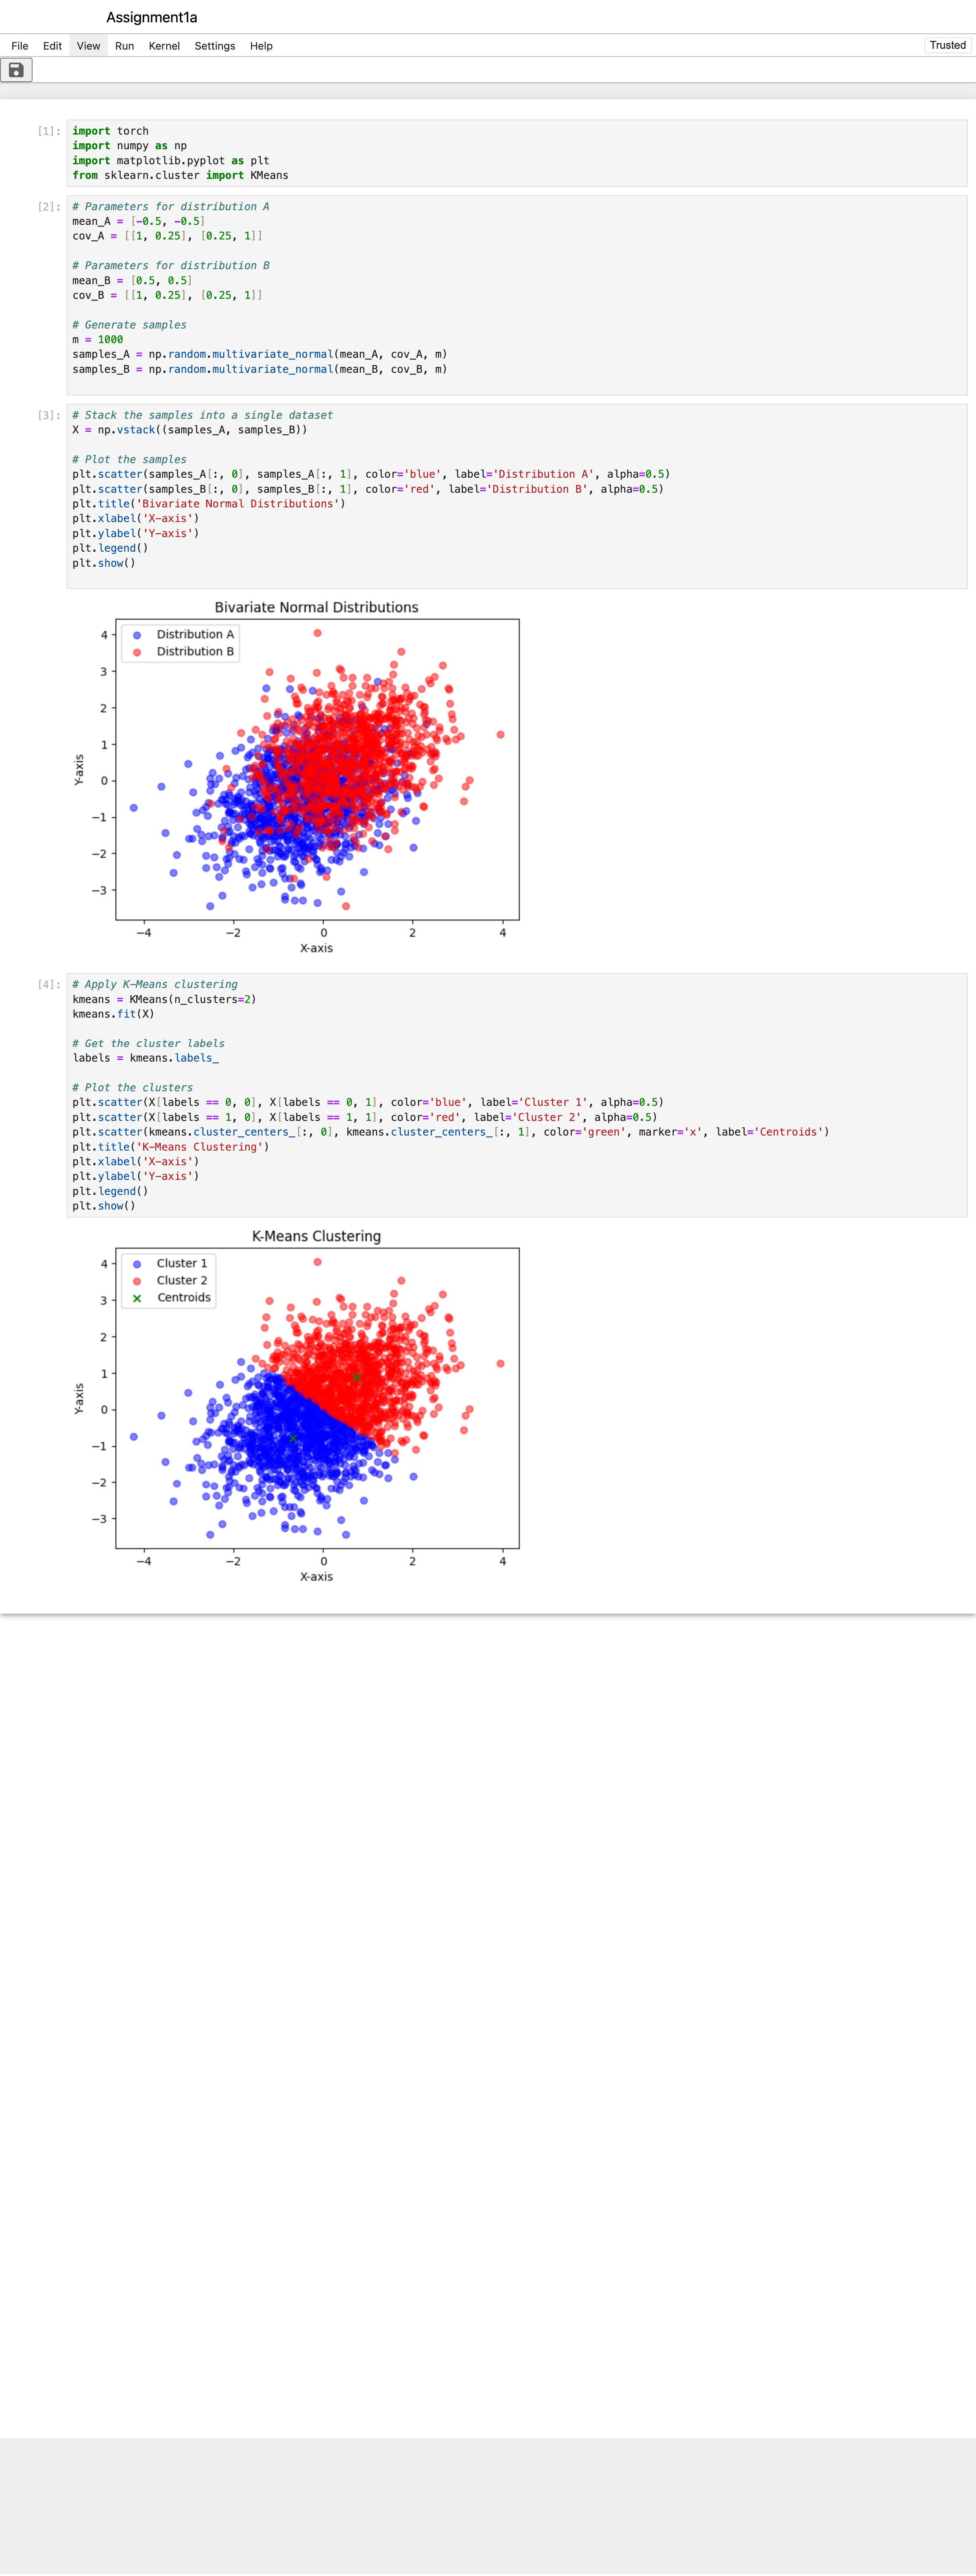 Assignment1a
File Edit View Run Kernel Settings Help Trusted
[1]: import torch
import numpy as np
import matplotlib.pyplot as plt
from sklearn.cluster import KMeans
[2]: # Parameters for distribution A
mean_A = [-0.5, -0.5]
cov_A = [[1, 0.25], [0.25, 1]]
# Parameters for distribution B
mean_B = [0.5, 0.5]
cov_B = [[1, 0.25], [0.25, 1]]
# Generate samples
m = 1000
samples_A = np.random.multivariate_normal(mean_A, cov_A, m)
samples_B = np.random.multivariate_normal(mean_B, cov_B, m)
[3]: # Stack the samples into a single dataset
X = np.vstack((samples_A, samples_B))
# Plot the samples
plt.scatter(samples_A[:, 0], samples_A[:, 1], color='blue', label='Distribution A', alpha=0.5)
plt.scatter(samples_B[:, 0], samples_B[:, 1], color='red', label='Distribution B', alpha=0.5)
plt.title('Bivariate Normal Distributions')
plt.xlabel('X-axis')
plt.ylabel('Y-axis')
plt.legend()
plt.show()
Bivariate Normal Distributions
Distribution A
Distribution B
4
3
2
1
0
−1
−2
−3
Y-axis
−4 −2 0 2 4
X-axis
[4]: # Apply K-Means clustering
kmeans = KMeans(n_clusters=2)
kmeans.fit(X)
# Get the cluster labels
labels = kmeans.labels_
# Plot the clusters
plt.scatter(X[labels == 0, 0], X[labels == 0, 1], color='blue', label='Cluster 1', alpha=0.5)
plt.scatter(X[labels == 1, 0], X[labels == 1, 1], color='red', label='Cluster 2', alpha=0.5)
plt.scatter(kmeans.cluster_centers_[:, 0], kmeans.cluster_centers_[:, 1], color='green', marker='x', label='Centroids')
plt.title('K-Means Clustering')
plt.xlabel('X-axis')
plt.ylabel('Y-axis')
plt.legend()
plt.show()
K-Means Clustering
Cluster 1
Cluster 2
Centroids
4
3
2
1
0
−1
−2
−3
Y-axis
−4 −2 0 2 4
X-axis